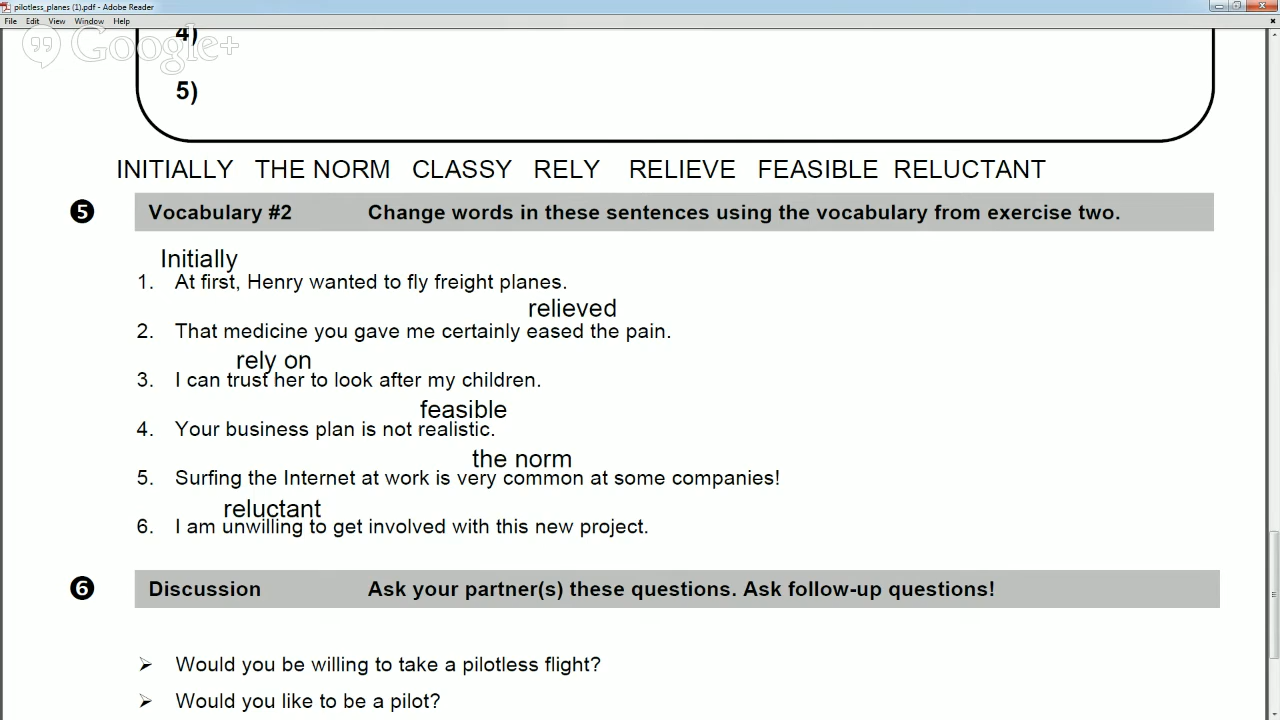 pilotless_planes (1).pdf - Adobe Reader
File Edit View Window Help
Google+
4)
5)
INITIALLY THE NORM CLASSY RELY RELIEVE FEASIBLE RELUCTANT
5 Vocabulary #2 Change words in these sentences using the vocabulary from exercise two.
Initially
1. At first, Henry wanted to fly freight planes.
relieved
2. That medicine you gave me certainly eased the pain.
rely on
3. I can trust her to look after my children.
feasible
4. Your business plan is not realistic.
the norm
5. Surfing the Internet at work is very common at some companies!
reluctant
6. I am unwilling to get involved with this new project.
6 Discussion Ask your partner(s) these questions. Ask follow-up questions!
➢ Would you be willing to take a pilotless flight?
➢ Would you like to be a pilot?